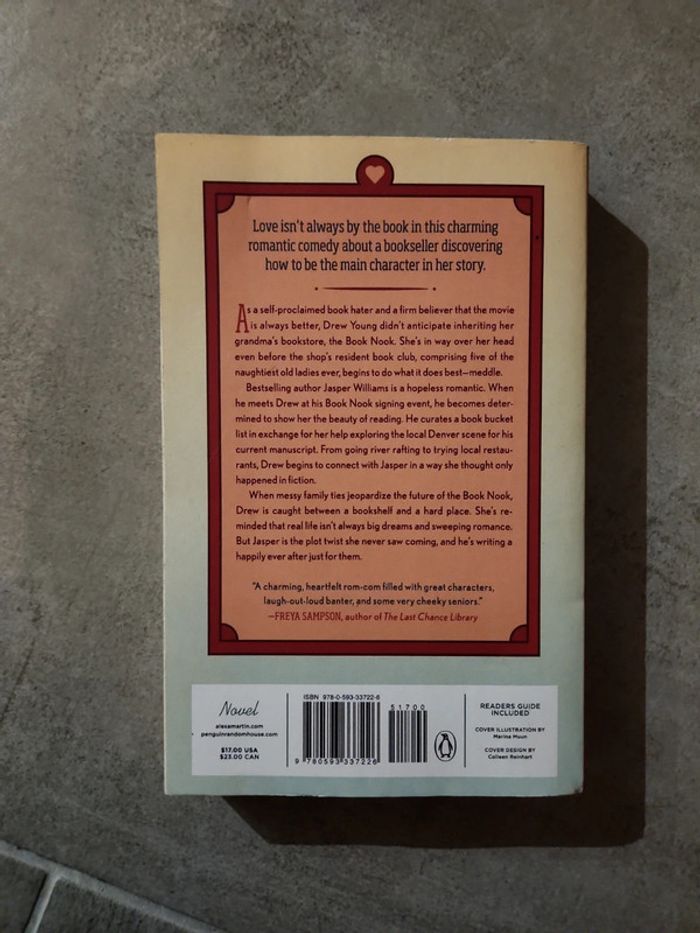 Love isn't always by the book in this charming
romantic comedy about a bookseller discovering
how to be the main character in her story.
As a self-proclaimed book hater and a firm believer that the movie
is always better, Drew Young didn't anticipate inheriting her
grandma's bookstore, the Book Nook. She's in way over her head
even before the shop's resident book club, comprising five of the
naughtiest old ladies ever, begins to do what it does best—meddle.
Bestselling author Jasper Williams is a hopeless romantic. When
he meets Drew at his Book Nook signing event, he becomes deter-
mined to show her the beauty of reading. He curates a book bucket
list in exchange for her help exploring the local Denver scene for his
current manuscript. From going river rafting to trying local restau-
rants, Drew begins to connect with Jasper in a way she thought only
happened in fiction.
When messy family ties jeopardize the future of the Book Nook,
Drew is caught between a bookshelf and a hard place. She's re-
minded that real life isn't always big dreams and sweeping romance.
But Jasper is the plot twist she never saw coming, and he's writing a
happily ever after just for them.
"A charming, heartfelt rom-com filled with great characters,
laugh-out-loud banter, and some very cheeky seniors."
—FREYA SAMPSON, author of The Last Chance Library
Novel
alexamartin.com
penguinrandomhouse.com
$17.00 USA
$23.00 CAN
ISBN 978-0-593-33722-6
51700
9 780593 337226
READERS GUIDE
INCLUDED
COVER ILLUSTRATION BY
Marina Muun
COVER DESIGN BY
Colleen Reinhart